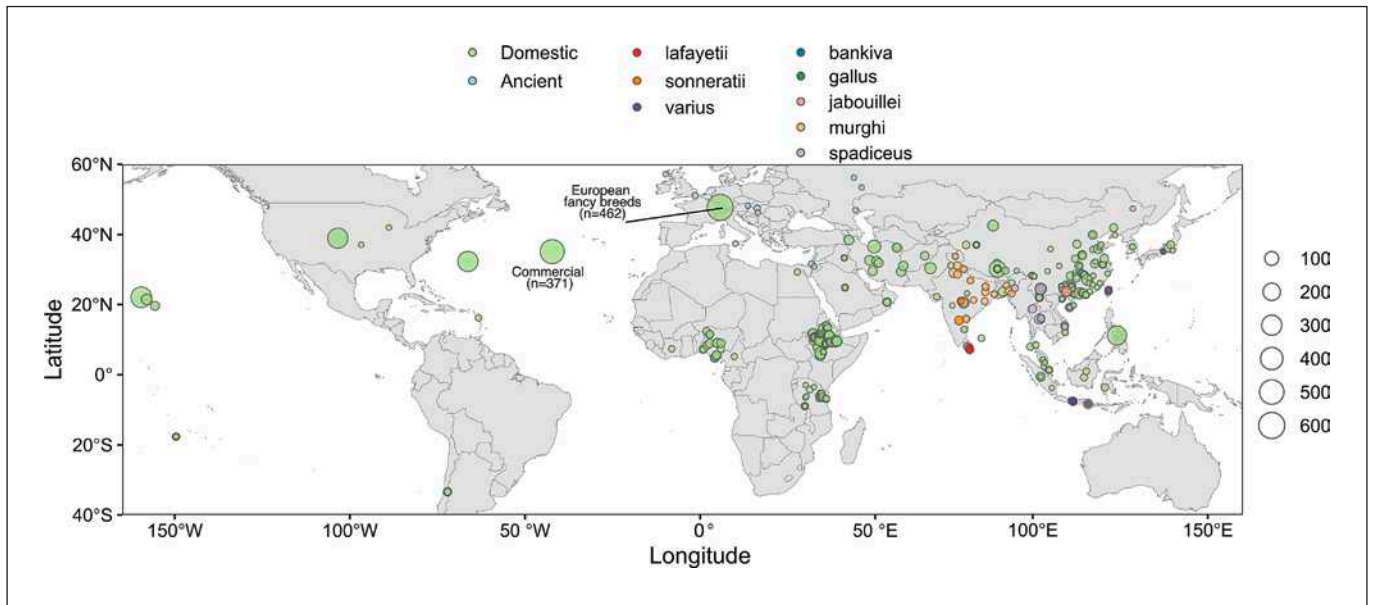 Domestic
Ancient
lafayetii
sonneratii
varius
bankiva
gallus
jabouillei
murghi
spadiceus
60°N
40°N
20°N
0°
20°S
40°S
Latitude
European
fancy breeds
(n=462)
Commercial
(n=371)
100
200
300
400
500
600
150°W
100°W
50°W
0°
50°E
100°E
150°E
Longitude